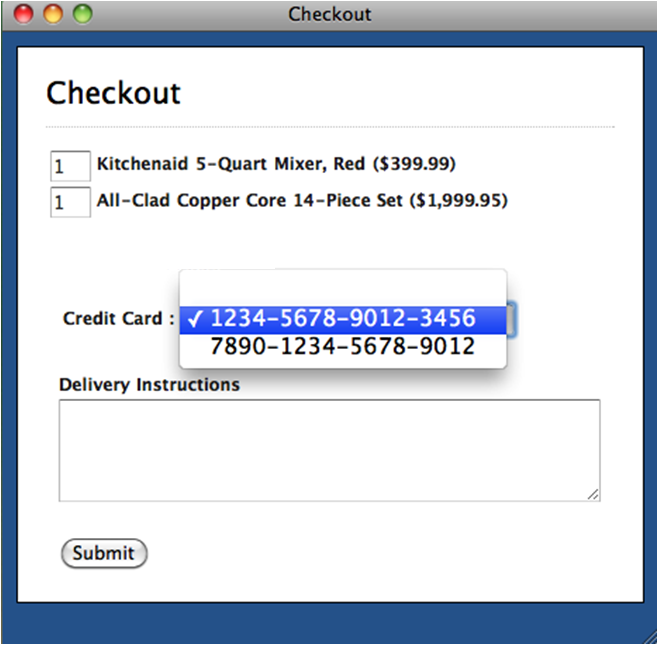 Checkout
Checkout
1 Kitchenaid 5-Quart Mixer, Red ($399.99)
1 All-Clad Copper Core 14-Piece Set ($1,999.95)
Credit Card : ✓ 1234-5678-9012-3456
7890-1234-5678-9012
Delivery Instructions
Submit